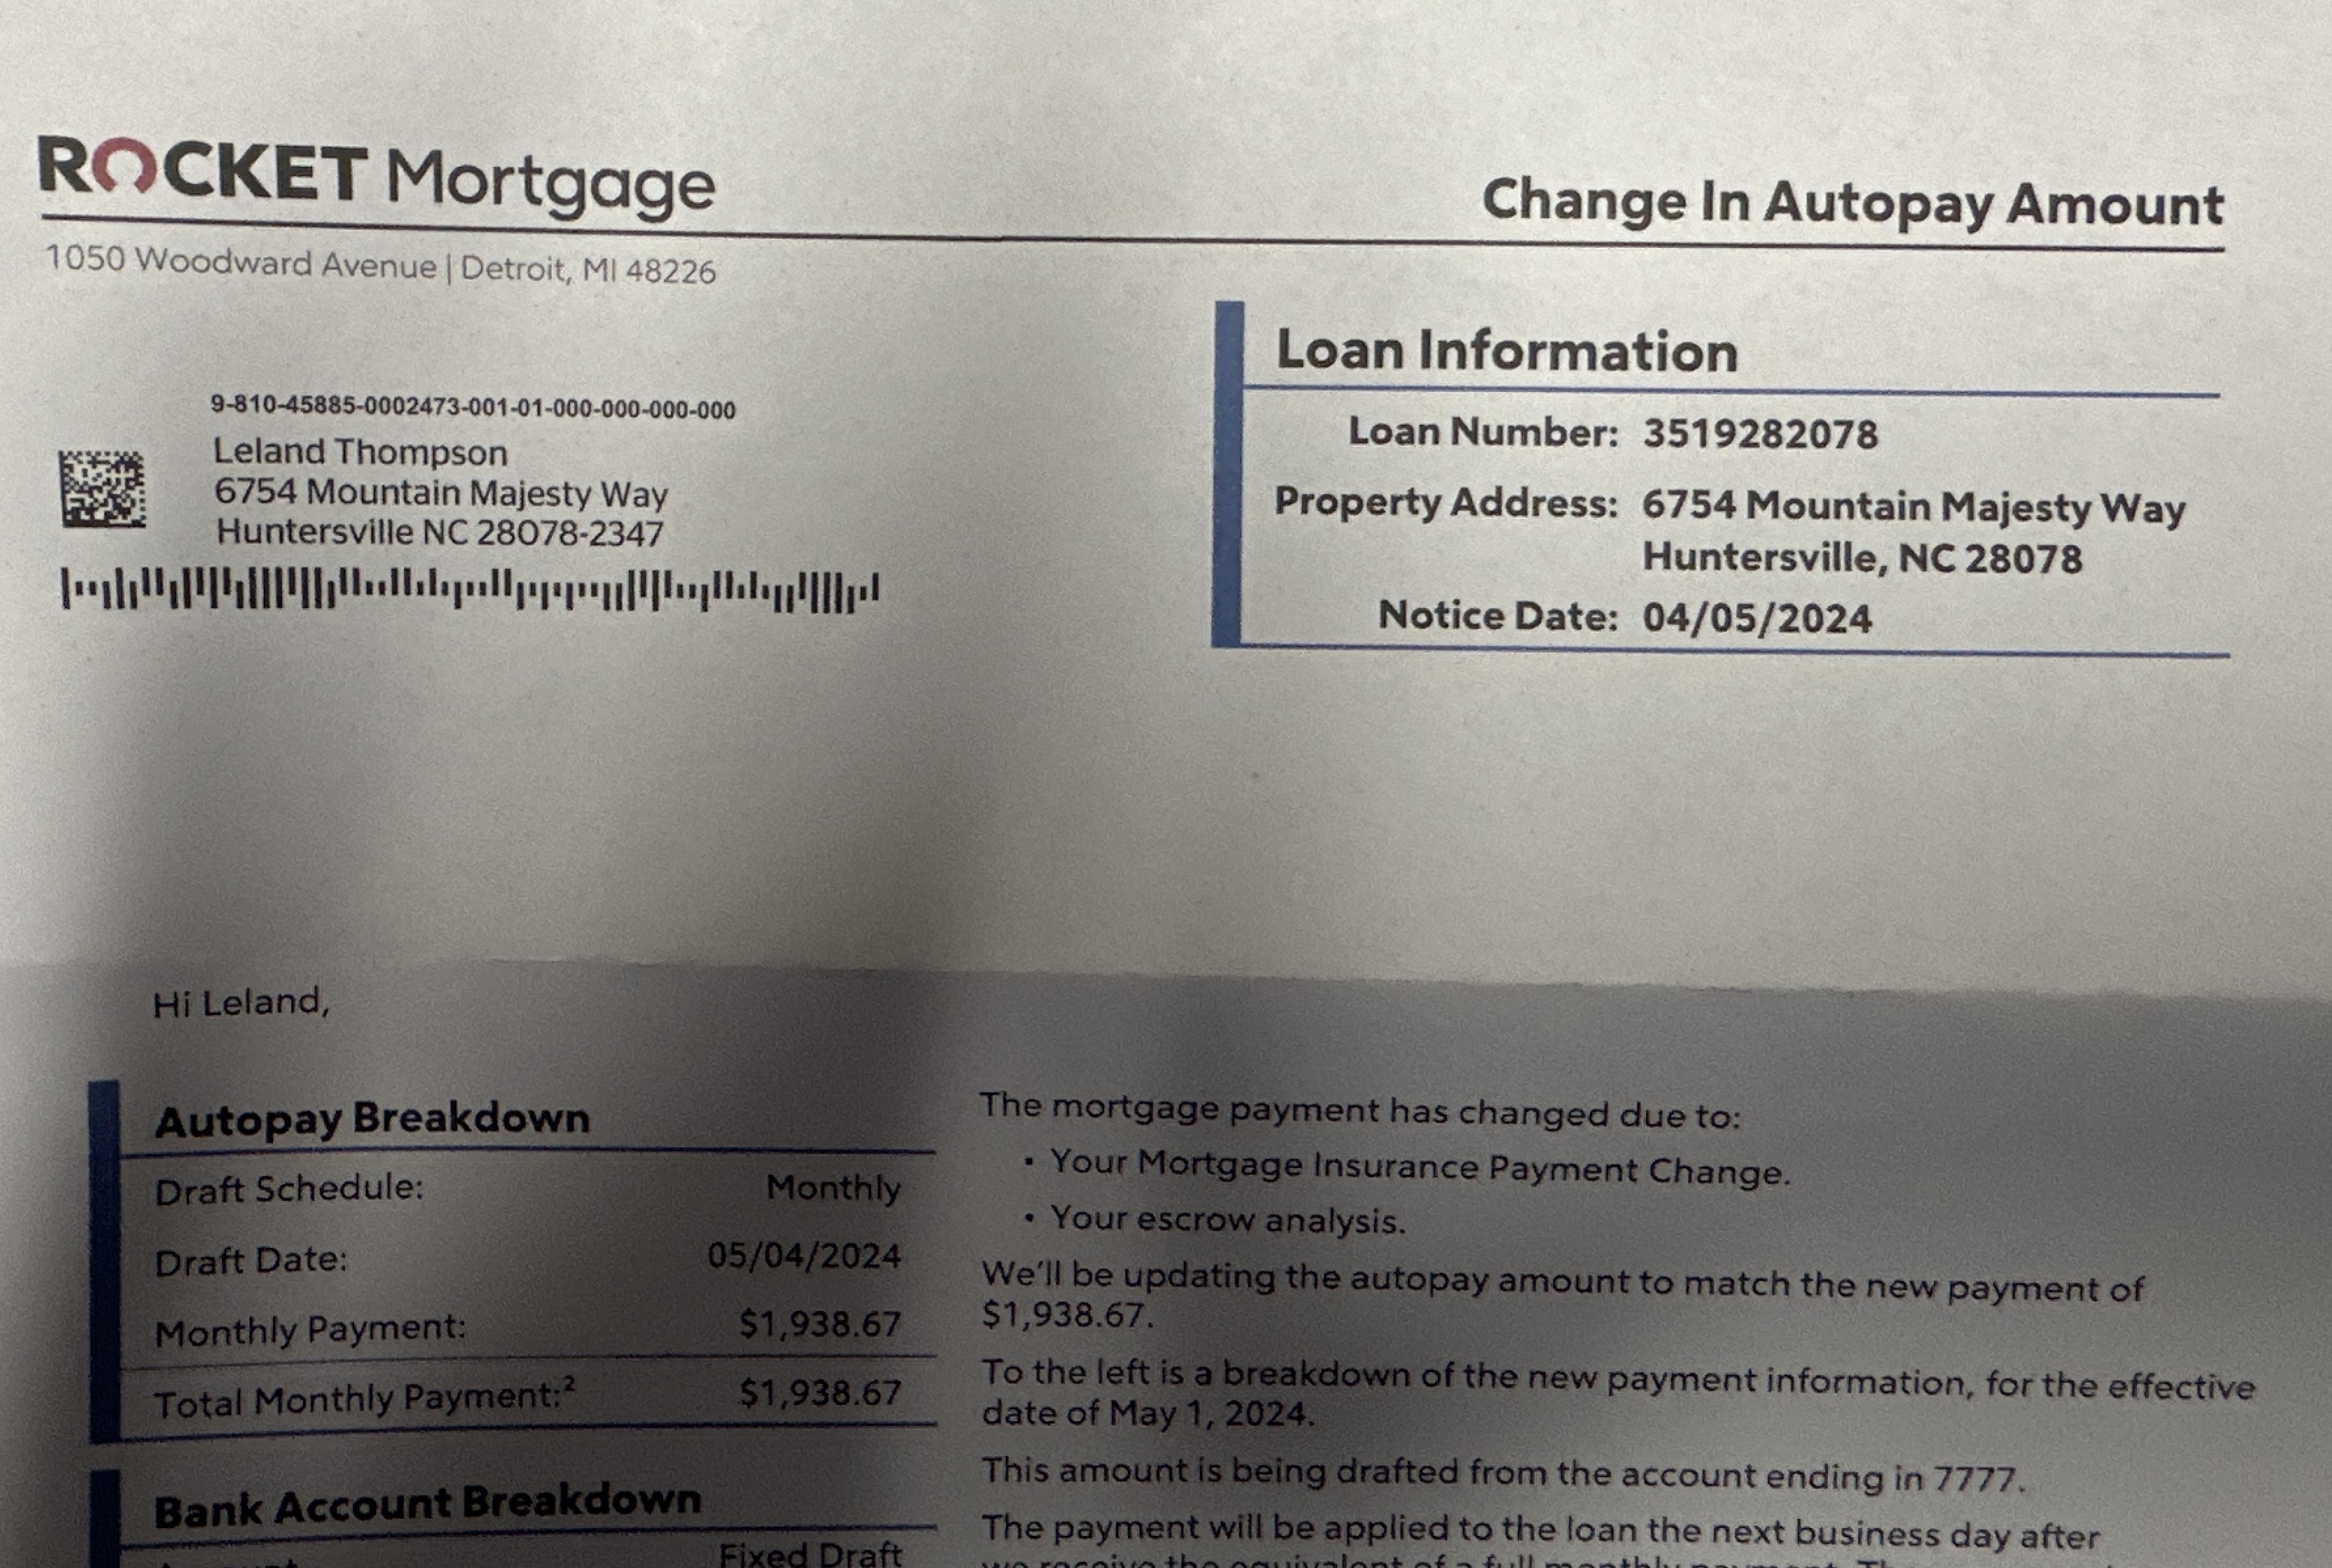 ROCKET Mortgage
Change In Autopay Amount
1050 Woodward Avenue | Detroit, MI 48226
Loan Information
Loan Number: 3519282078
Property Address: 6754 Mountain Majesty Way
Huntersville, NC 28078
Notice Date: 04/05/2024
9-810-45885-0002473-001-01-000-000-000-000
Leland Thompson
6754 Mountain Majesty Way
Huntersville NC 28078-2347
Hi Leland,
Autopay Breakdown
Draft Schedule: Monthly
Draft Date: 05/04/2024
Monthly Payment: $1,938.67
Total Monthly Payment:² $1,938.67
Bank Account Breakdown
Fixed Draft
The mortgage payment has changed due to:
• Your Mortgage Insurance Payment Change.
• Your escrow analysis.
We'll be updating the autopay amount to match the new payment of
$1,938.67.
To the left is a breakdown of the new payment information, for the effective
date of May 1, 2024.
This amount is being drafted from the account ending in 7777.
The payment will be applied to the loan the next business day after